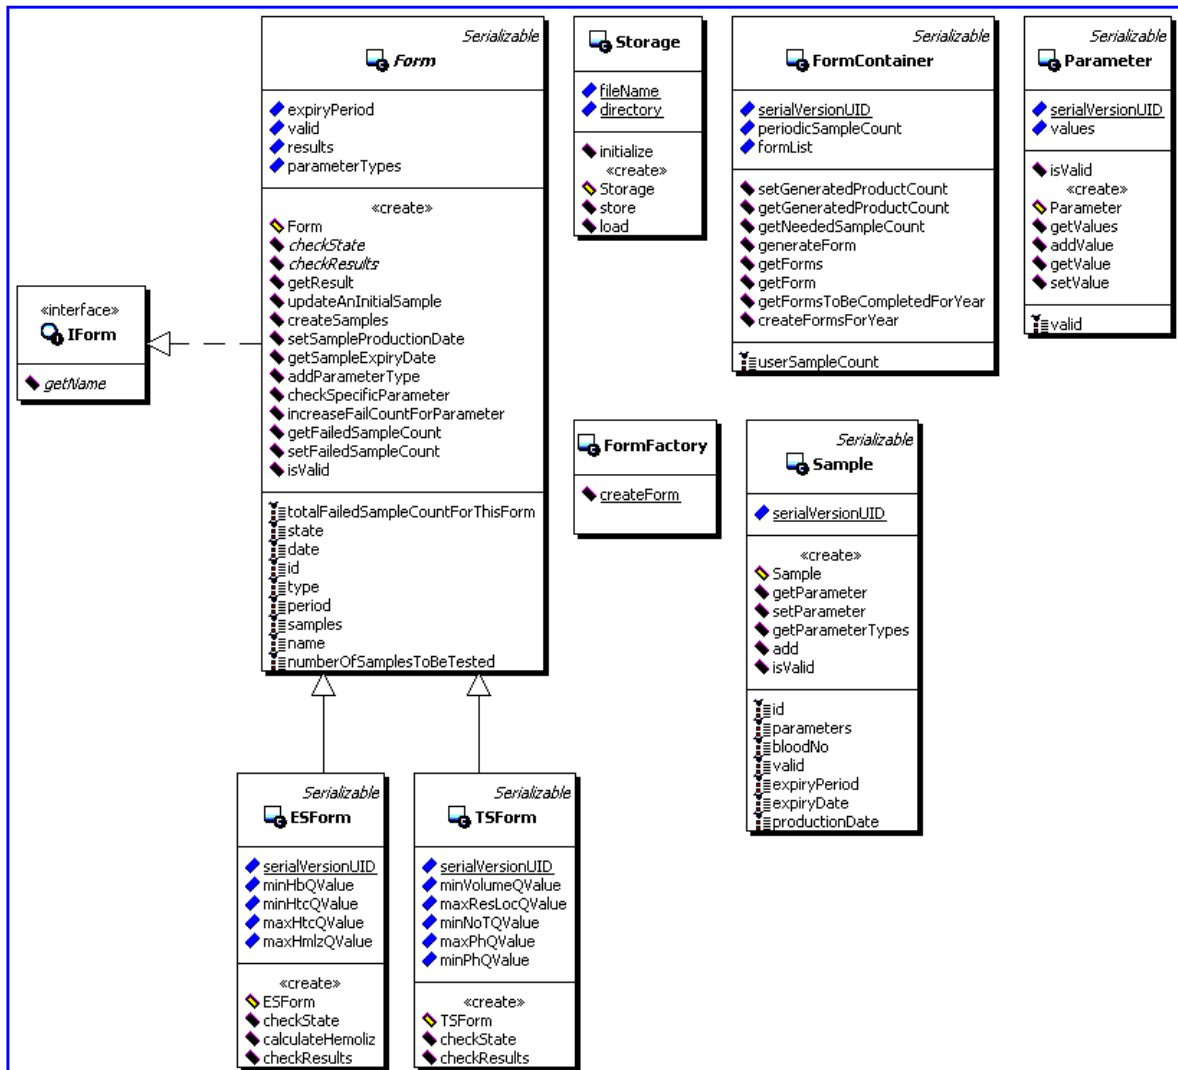 Serializable
Form
expiryPeriod
valid
results
parameterTypes
«create»
Form
checkState
checkResults
getResult
updateAnInitialSample
createSamples
setSampleProductionDate
getSampleExpiryDate
addParameterType
checkSpecificParameter
increaseFailCountForParameter
getFailedSampleCount
setFailedSampleCount
isValid
totalFailedSampleCountForThisForm
state
date
id
type
period
samples
name
numberOfSamplesToBeTested
Storage
fileName
directory
initialize
«create»
Storage
store
load
Serializable
FormContainer
serialVersionUID
periodicSampleCount
formList
setGeneratedProductCount
getGeneratedProductCount
getNeededSampleCount
generateForm
getForms
getForm
getFormsToBeCompletedForYear
createFormsForYear
userSampleCount
Serializable
Parameter
serialVersionUID
values
isValid
«create»
Parameter
getValues
addValue
getValue
setValue
valid
«interface»
IForm
getName
FormFactory
createForm
Serializable
Sample
serialVersionUID
«create»
Sample
getParameter
setParameter
getParameterTypes
add
isValid
id
parameters
bloodNo
valid
expiryPeriod
expiryDate
productionDate
Serializable
ESForm
serialVersionUID
minHbQValue
minHtcQValue
maxHtcQValue
maxHmlzQValue
«create»
ESForm
checkState
calculateHemoliz
checkResults
Serializable
TSForm
serialVersionUID
minVolumeQValue
maxResLocQValue
minNoTQValue
maxPhQValue
minPhQValue
«create»
TSForm
checkState
checkResults